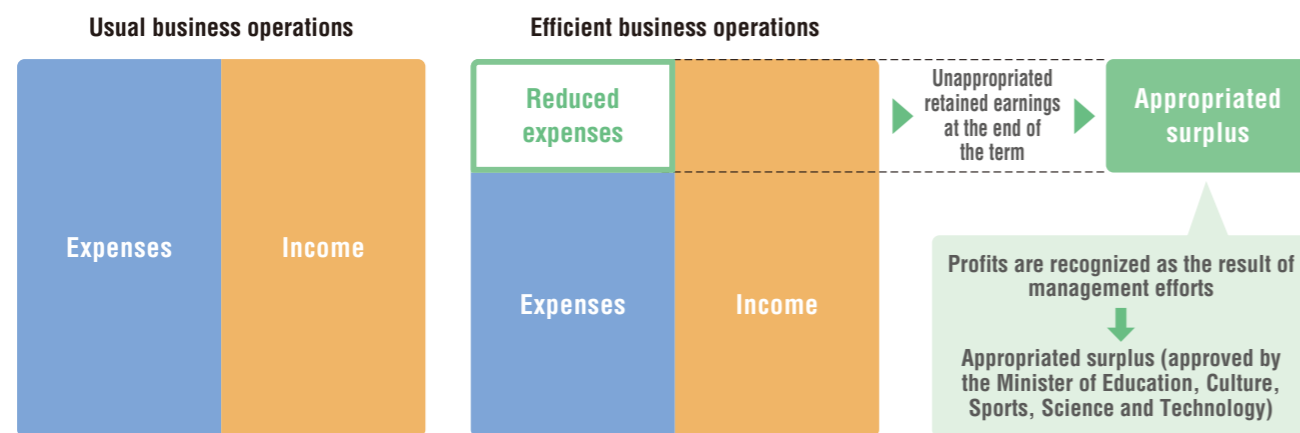 Usual business operations
Expenses
Income
Efficient business operations
Reduced
expenses
Expenses
Income
Unappropriated
retained earnings
at the end of
the term
Appropriated
surplus
Profits are recognized as the result of
management efforts
Appropriated surplus (approved by
the Minister of Education, Culture,
Sports, Science and Technology)